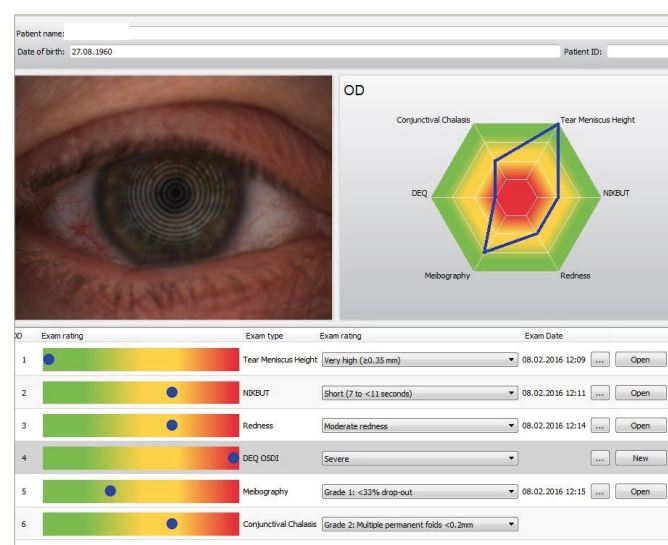 Patient name:
Date of birth: 27.08.1960 Patient ID:
OD
Conjunctival Chalasis Tear Meniscus Height
DEQ NIKBUT
Meibography Redness
OD Exam rating Exam type Exam rating Exam Date
1 Tear Meniscus Height Very high (≥0.35 mm) 08.02.2016 12:09 ... Open
2 NIKBUT Short (7 to <11 seconds) 08.02.2016 12:11 ... Open
3 Redness Moderate redness 08.02.2016 12:14 ... Open
4 DEQ OSDI Severe ... New
5 Meibography Grade 1: <33% drop-out 08.02.2016 12:15 ... Open
6 Conjunctival Chalasis Grade 2: Multiple permanent folds <0.2mm